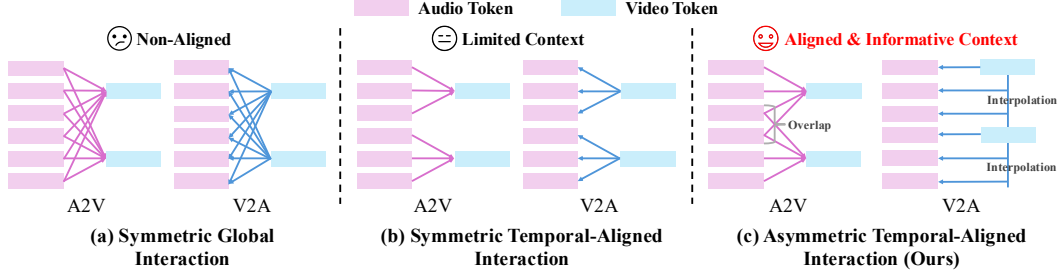 Audio Token
Video Token
Non-Aligned
Limited Context
Aligned & Informative Context
Overlap
Interpolation
Interpolation
A2V
V2A
A2V
V2A
A2V
V2A
(a) Symmetric Global
Interaction
(b) Symmetric Temporal-Aligned
Interaction
(c) Asymmetric Temporal-Aligned
Interaction (Ours)